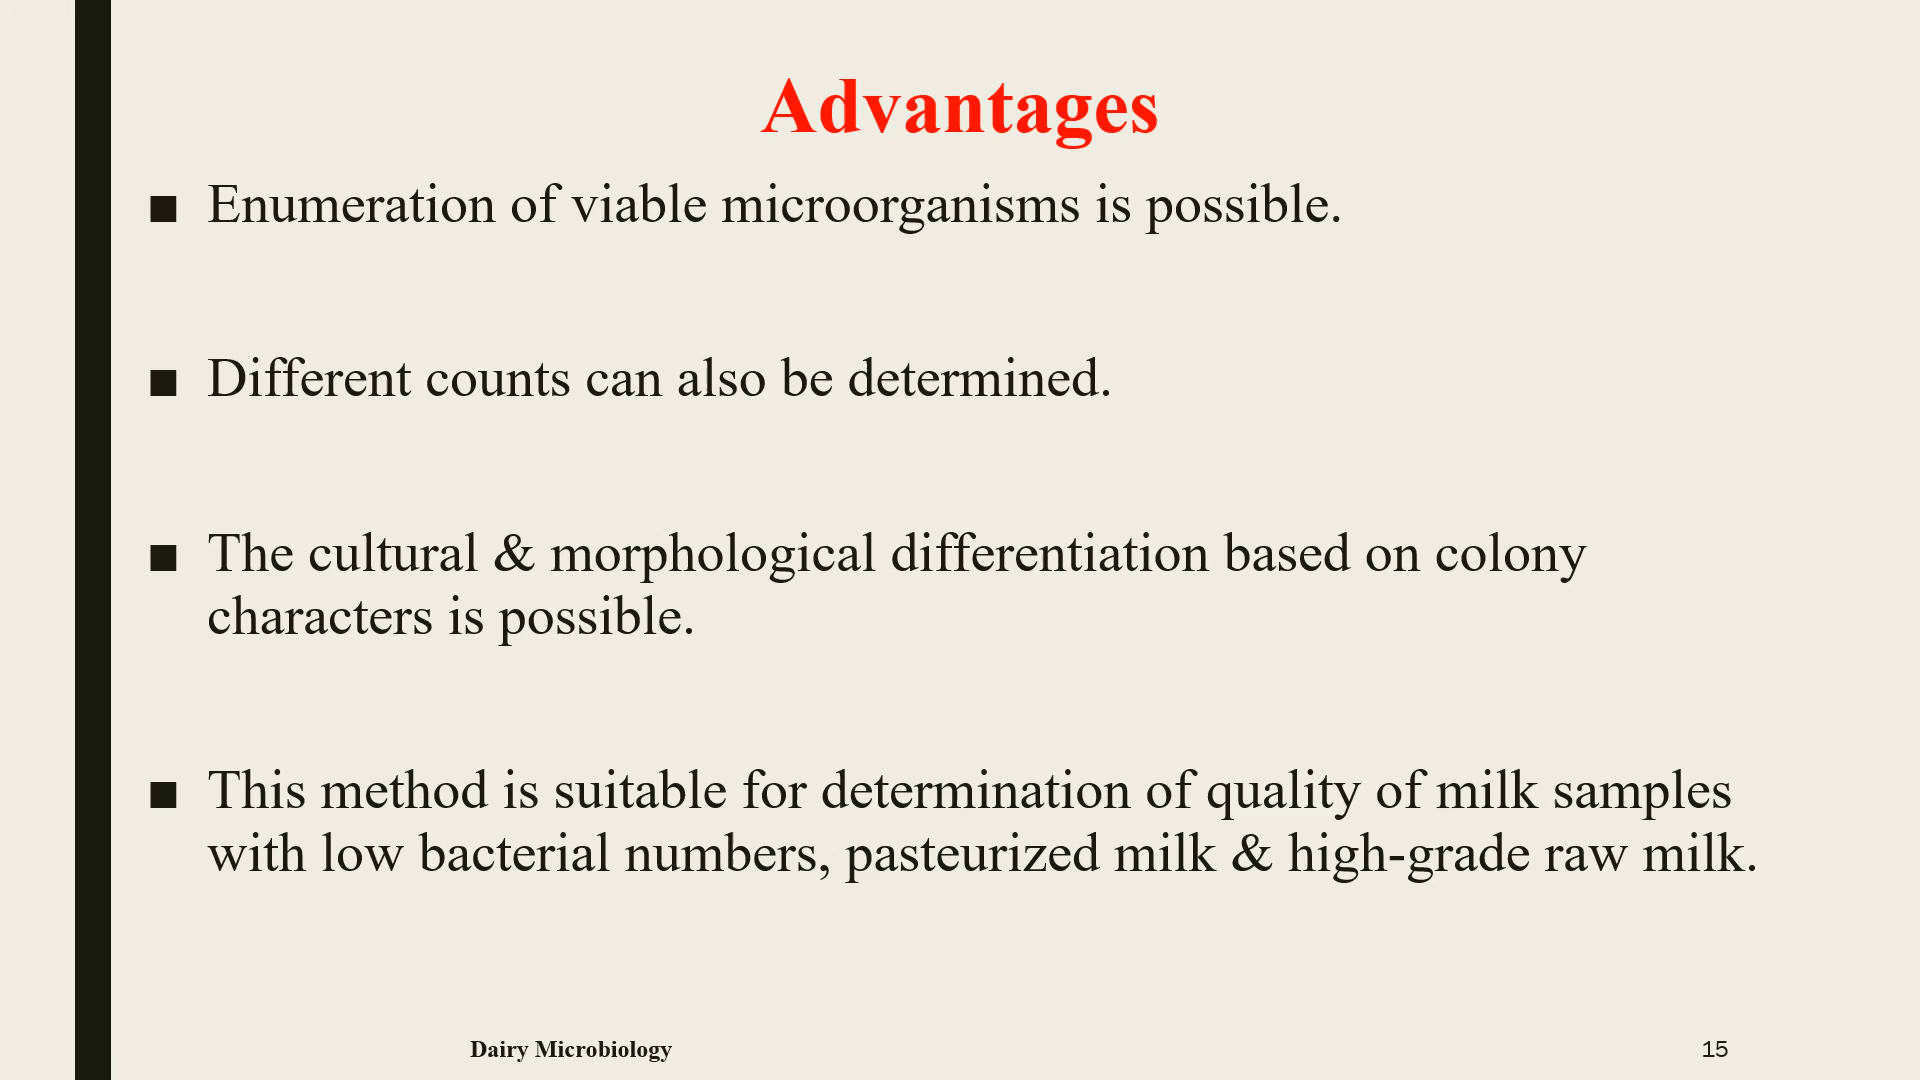 Advantages
■ Enumeration of viable microorganisms is possible.
■ Different counts can also be determined.
■ The cultural & morphological differentiation based on colony
characters is possible.
■ This method is suitable for determination of quality of milk samples
with low bacterial numbers, pasteurized milk & high-grade raw milk.
Dairy Microbiology
15